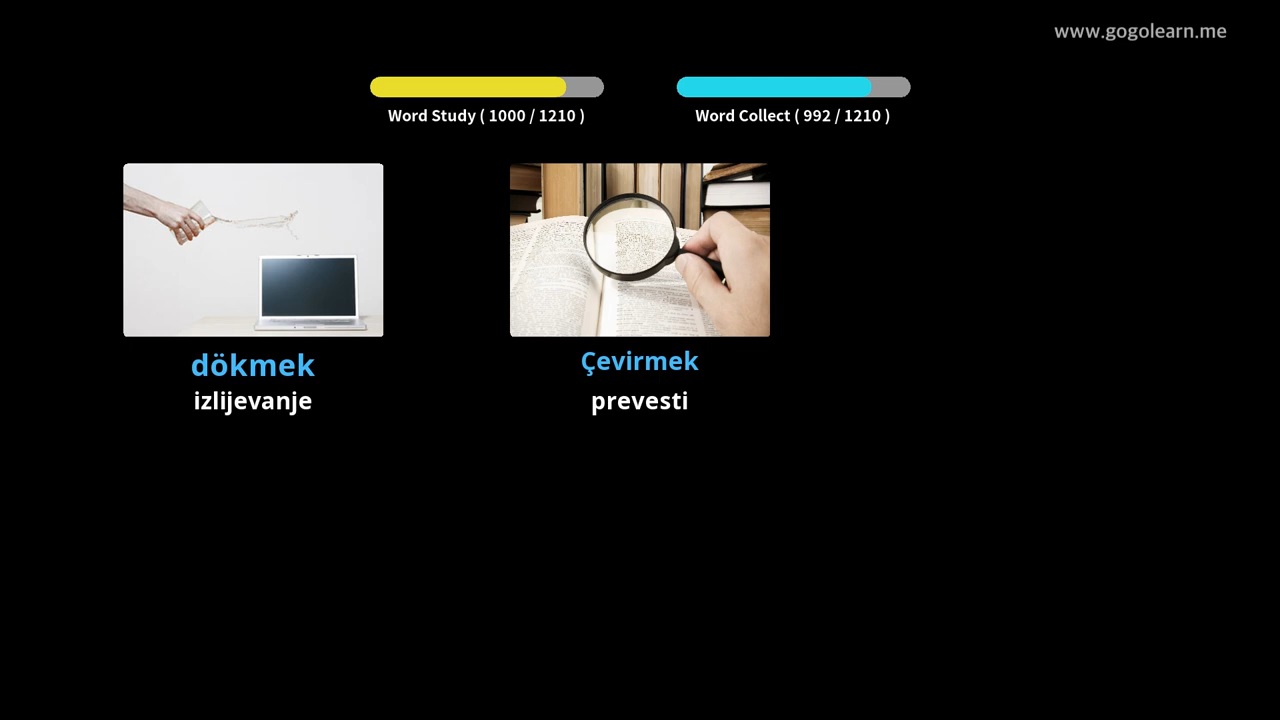 www.gogolearn.me
Word Study ( 1000 / 1210 )
Word Collect ( 992 / 1210 )
dökmek
izlijevanje
Çevirmek
prevesti